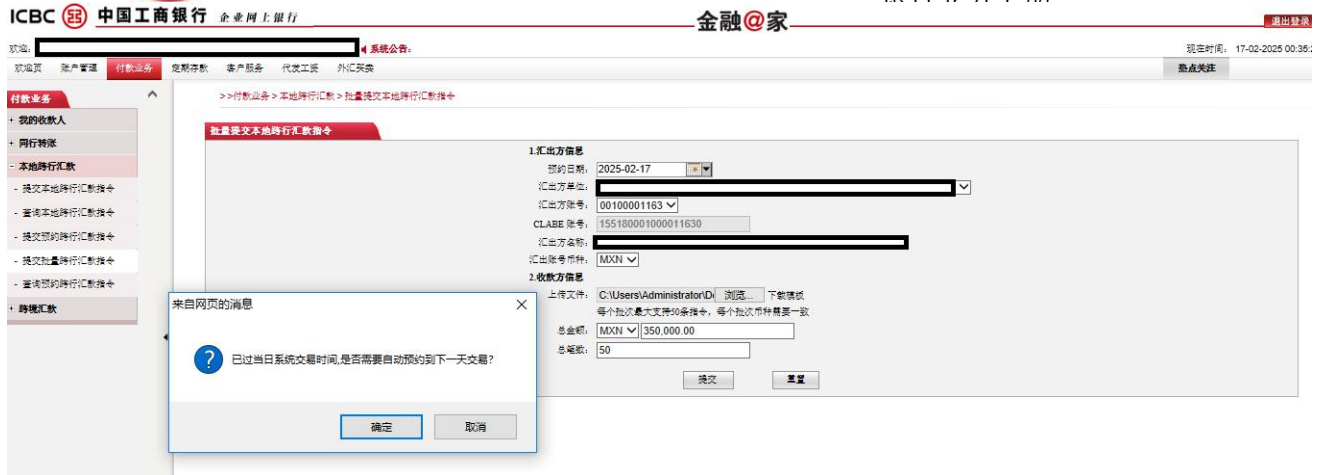 ICBC 中国工商银行 企业网上银行
金融@家
退出登录
欢迎:
系统公告:
现在时间: 17-02-2025 00:35:
欢迎页 账户管理 付款业务 定期存款 客户服务 代发工资 外汇买卖
热点关注
付款业务
+ 我的收款人
+ 同行转账
- 本地跨行汇款
- 提交本地跨行汇款指令
- 查询本地跨行汇款指令
- 提交预约跨行汇款指令
- 提交批量跨行汇款指令
- 查询预约跨行汇款指令
+ 跨境汇款
>>付款业务 > 本地跨行汇款 > 批量提交本地跨行汇款指令
批量提交本地跨行汇款指令
1.汇出方信息
预约日期: 2025-02-17
汇出方单位:
汇出方账号: 00100001163
CLABE 账号: 155180001000011630
汇出方名称:
汇出账号币种: MXN
2.收款方信息
上传文件: C:\Users\Administrator\D 浏览... 下载模板
每个批次最大支持50条指令，每个批次币种需要一致
总金额: MXN 350,000.00
总笔数: 50
提交 重置
来自网页的消息
已过当日系统交易时间,是否需要自动预约到下一天交易?
确定 取消